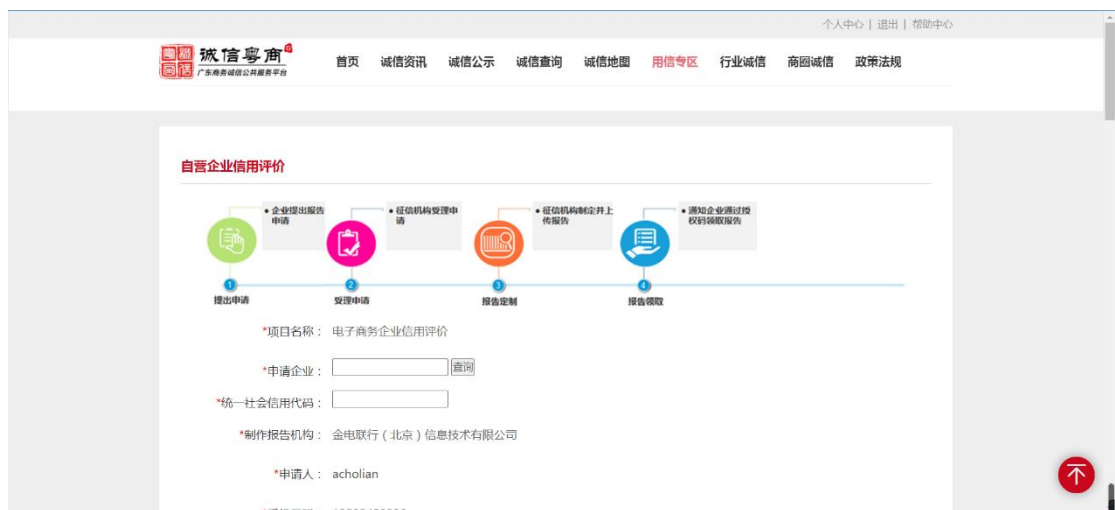 个人中心 | 退出 | 帮助中心
诚信粤商
广东商务诚信公共服务平台
首页 诚信资讯 诚信公示 诚信查询 诚信地图 用信专区 行业诚信 商圈诚信 政策法规
自营企业信用评价
• 企业提出报告
申请
• 征信机构受理申
请
• 征信机构制定并上
传报告
• 通知企业通过授
权码领取报告
1 2 3 4
提出申请 受理申请 报告定制 报告领取
*项目名称： 电子商务企业信用评价
*申请企业： 查询
*统一社会信用代码：
*制作报告机构： 金电联行（北京）信息技术有限公司
*申请人： acholian